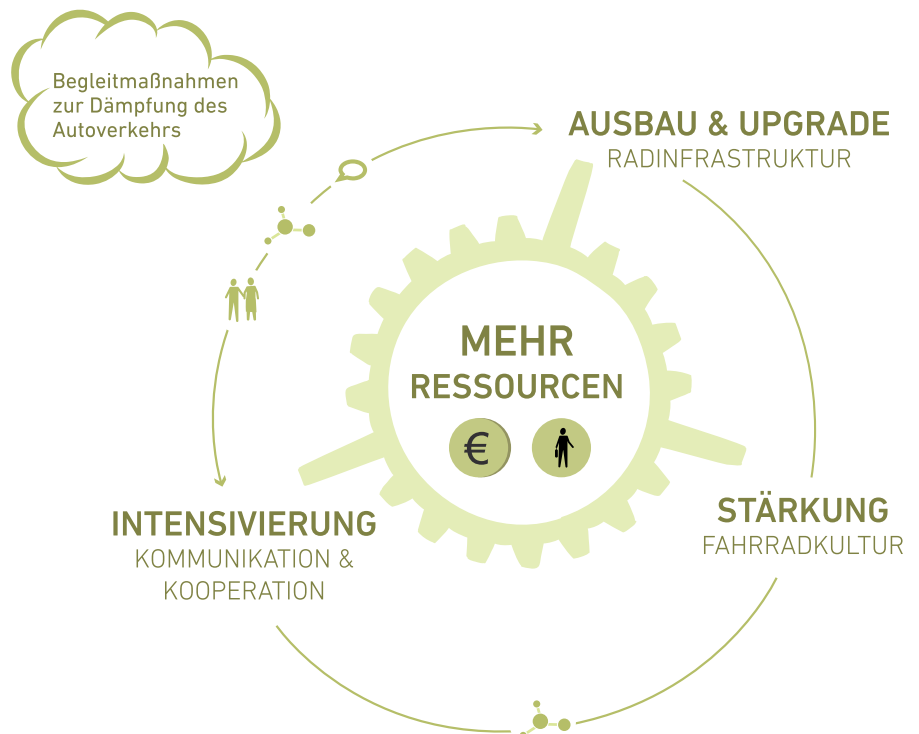 Begleitmaßnahmen
zur Dämpfung des
Autoverkehrs
AUSBAU & UPGRADE
RADINFRASTRUKTUR
MEHR
RESSOURCEN
€
STÄRKUNG
FAHRRADKULTUR
INTENSIVIERUNG
KOMMUNIKATION &
KOOPERATION